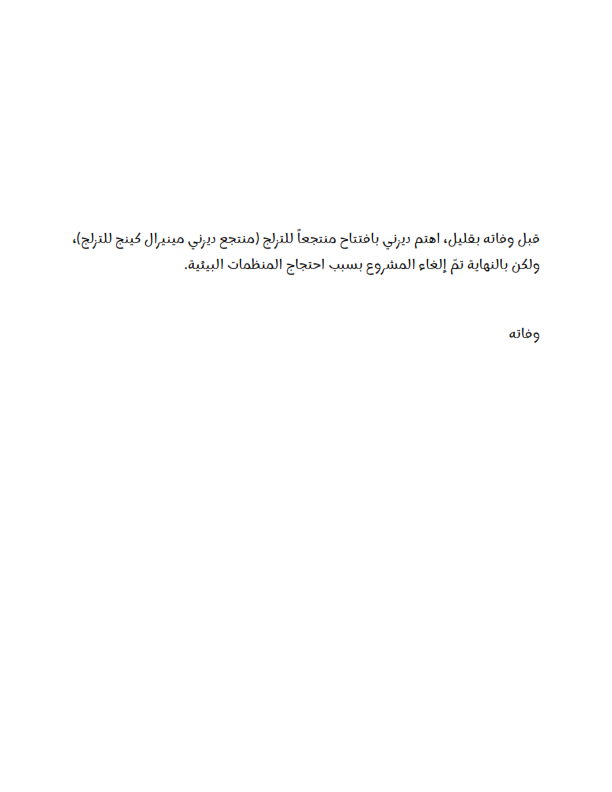 قبل وفاته بقليل، اهتم ديزني بافتتاح منتجعاً للتزلج (منتجع ديزني مينيرال كينج للتزلج)،
ولكن بالنهاية تمّ إلغاء المشروع بسبب احتجاج المنظمات البيئية.
وفاته